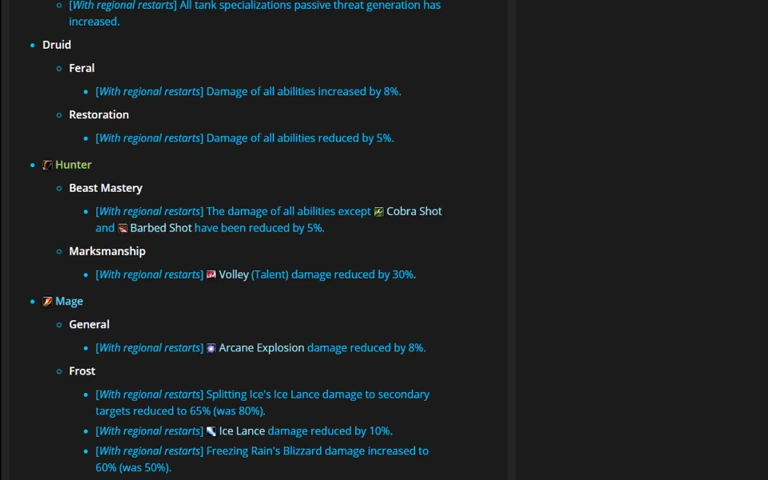 [With regional restarts] All tank specializations passive threat generation has
increased.
Druid
Feral
[With regional restarts] Damage of all abilities increased by 8%.
Restoration
[With regional restarts] Damage of all abilities reduced by 5%.
Hunter
Beast Mastery
[With regional restarts] The damage of all abilities except Cobra Shot
and Barbed Shot have been reduced by 5%.
Marksmanship
[With regional restarts] Volley (Talent) damage reduced by 30%.
Mage
General
[With regional restarts] Arcane Explosion damage reduced by 8%.
Frost
[With regional restarts] Splitting Ice's Ice Lance damage to secondary
targets reduced to 65% (was 80%).
[With regional restarts] Ice Lance damage reduced by 10%.
[With regional restarts] Freezing Rain's Blizzard damage increased to
60% (was 50%).